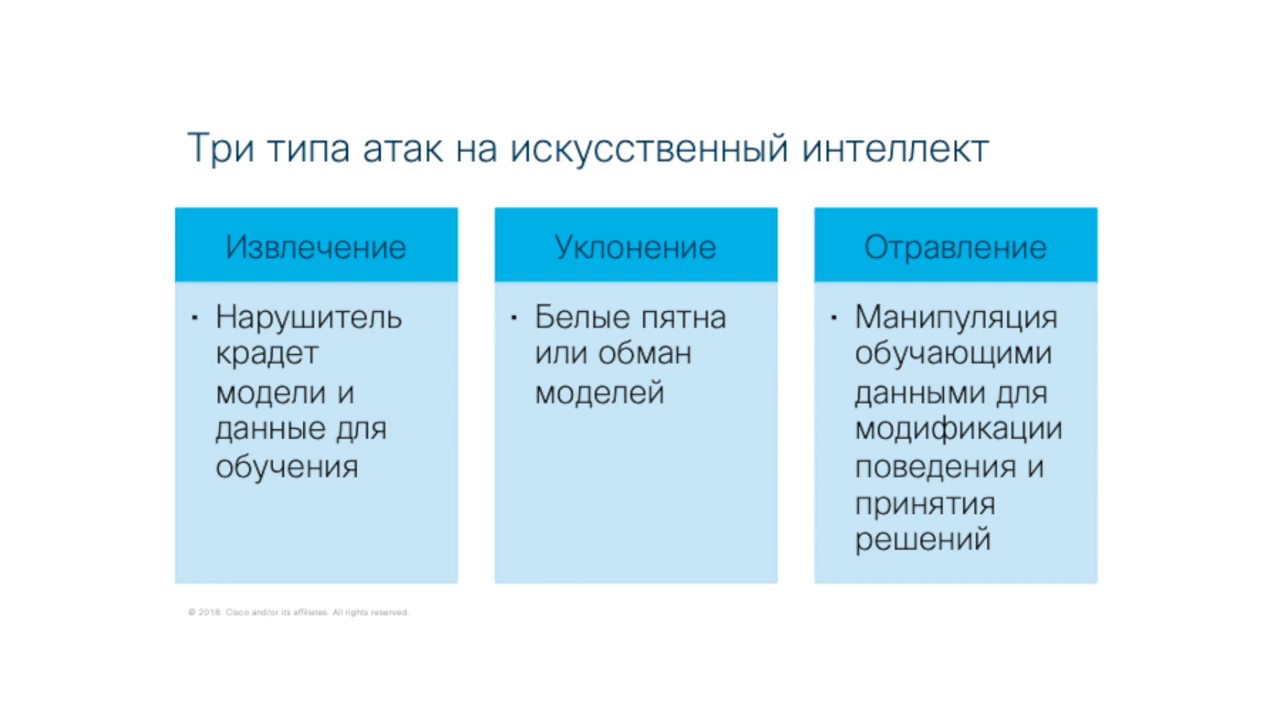 Три типа атак на искусственный интеллект
Извлечение
▪ Нарушитель
крадет
модели и
данные для
обучения
Уклонение
▪ Белые пятна
или обман
моделей
Отравление
▪ Манипуляция
обучающими
данными для
модификации
поведения и
принятия
решений
© 2018 Cisco and/or its affiliates. All rights reserved.